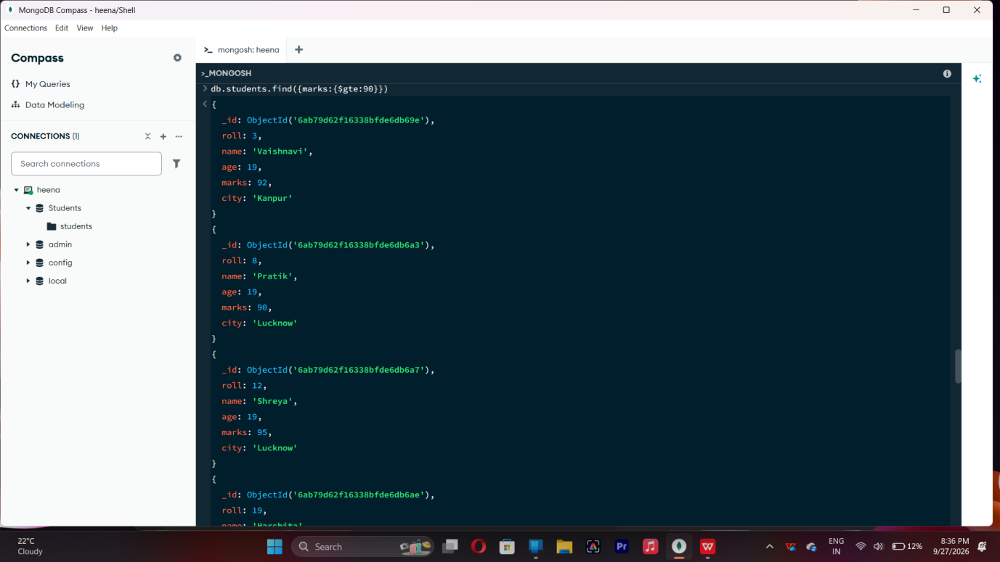 MongoDB Compass - heena/Shell
Connections Edit View Help
Compass
mongosh: heena
My Queries
Data Modeling
CONNECTIONS (1)
Search connections
heena
Students
students
admin
config
local
>_MONGOSH
> db.students.find({marks:{$gte:90}})
< {
_id: ObjectId('6ab79d62f16338bfde6db69e'),
roll: 3,
name: 'Vaishnavi',
age: 19,
marks: 92,
city: 'Kanpur'
}
{
_id: ObjectId('6ab79d62f16338bfde6db6a3'),
roll: 8,
name: 'Pratik',
age: 19,
marks: 90,
city: 'Lucknow'
}
{
_id: ObjectId('6ab79d62f16338bfde6db6a7'),
roll: 12,
name: 'Shreya',
age: 19,
marks: 95,
city: 'Lucknow'
}
{
_id: ObjectId('6ab79d62f16338bfde6db6ae'),
roll: 19,
name: 'Harshita'
22°C
Cloudy
Search
Pr
ENG
IN
12%
8:36 PM
9/27/2026